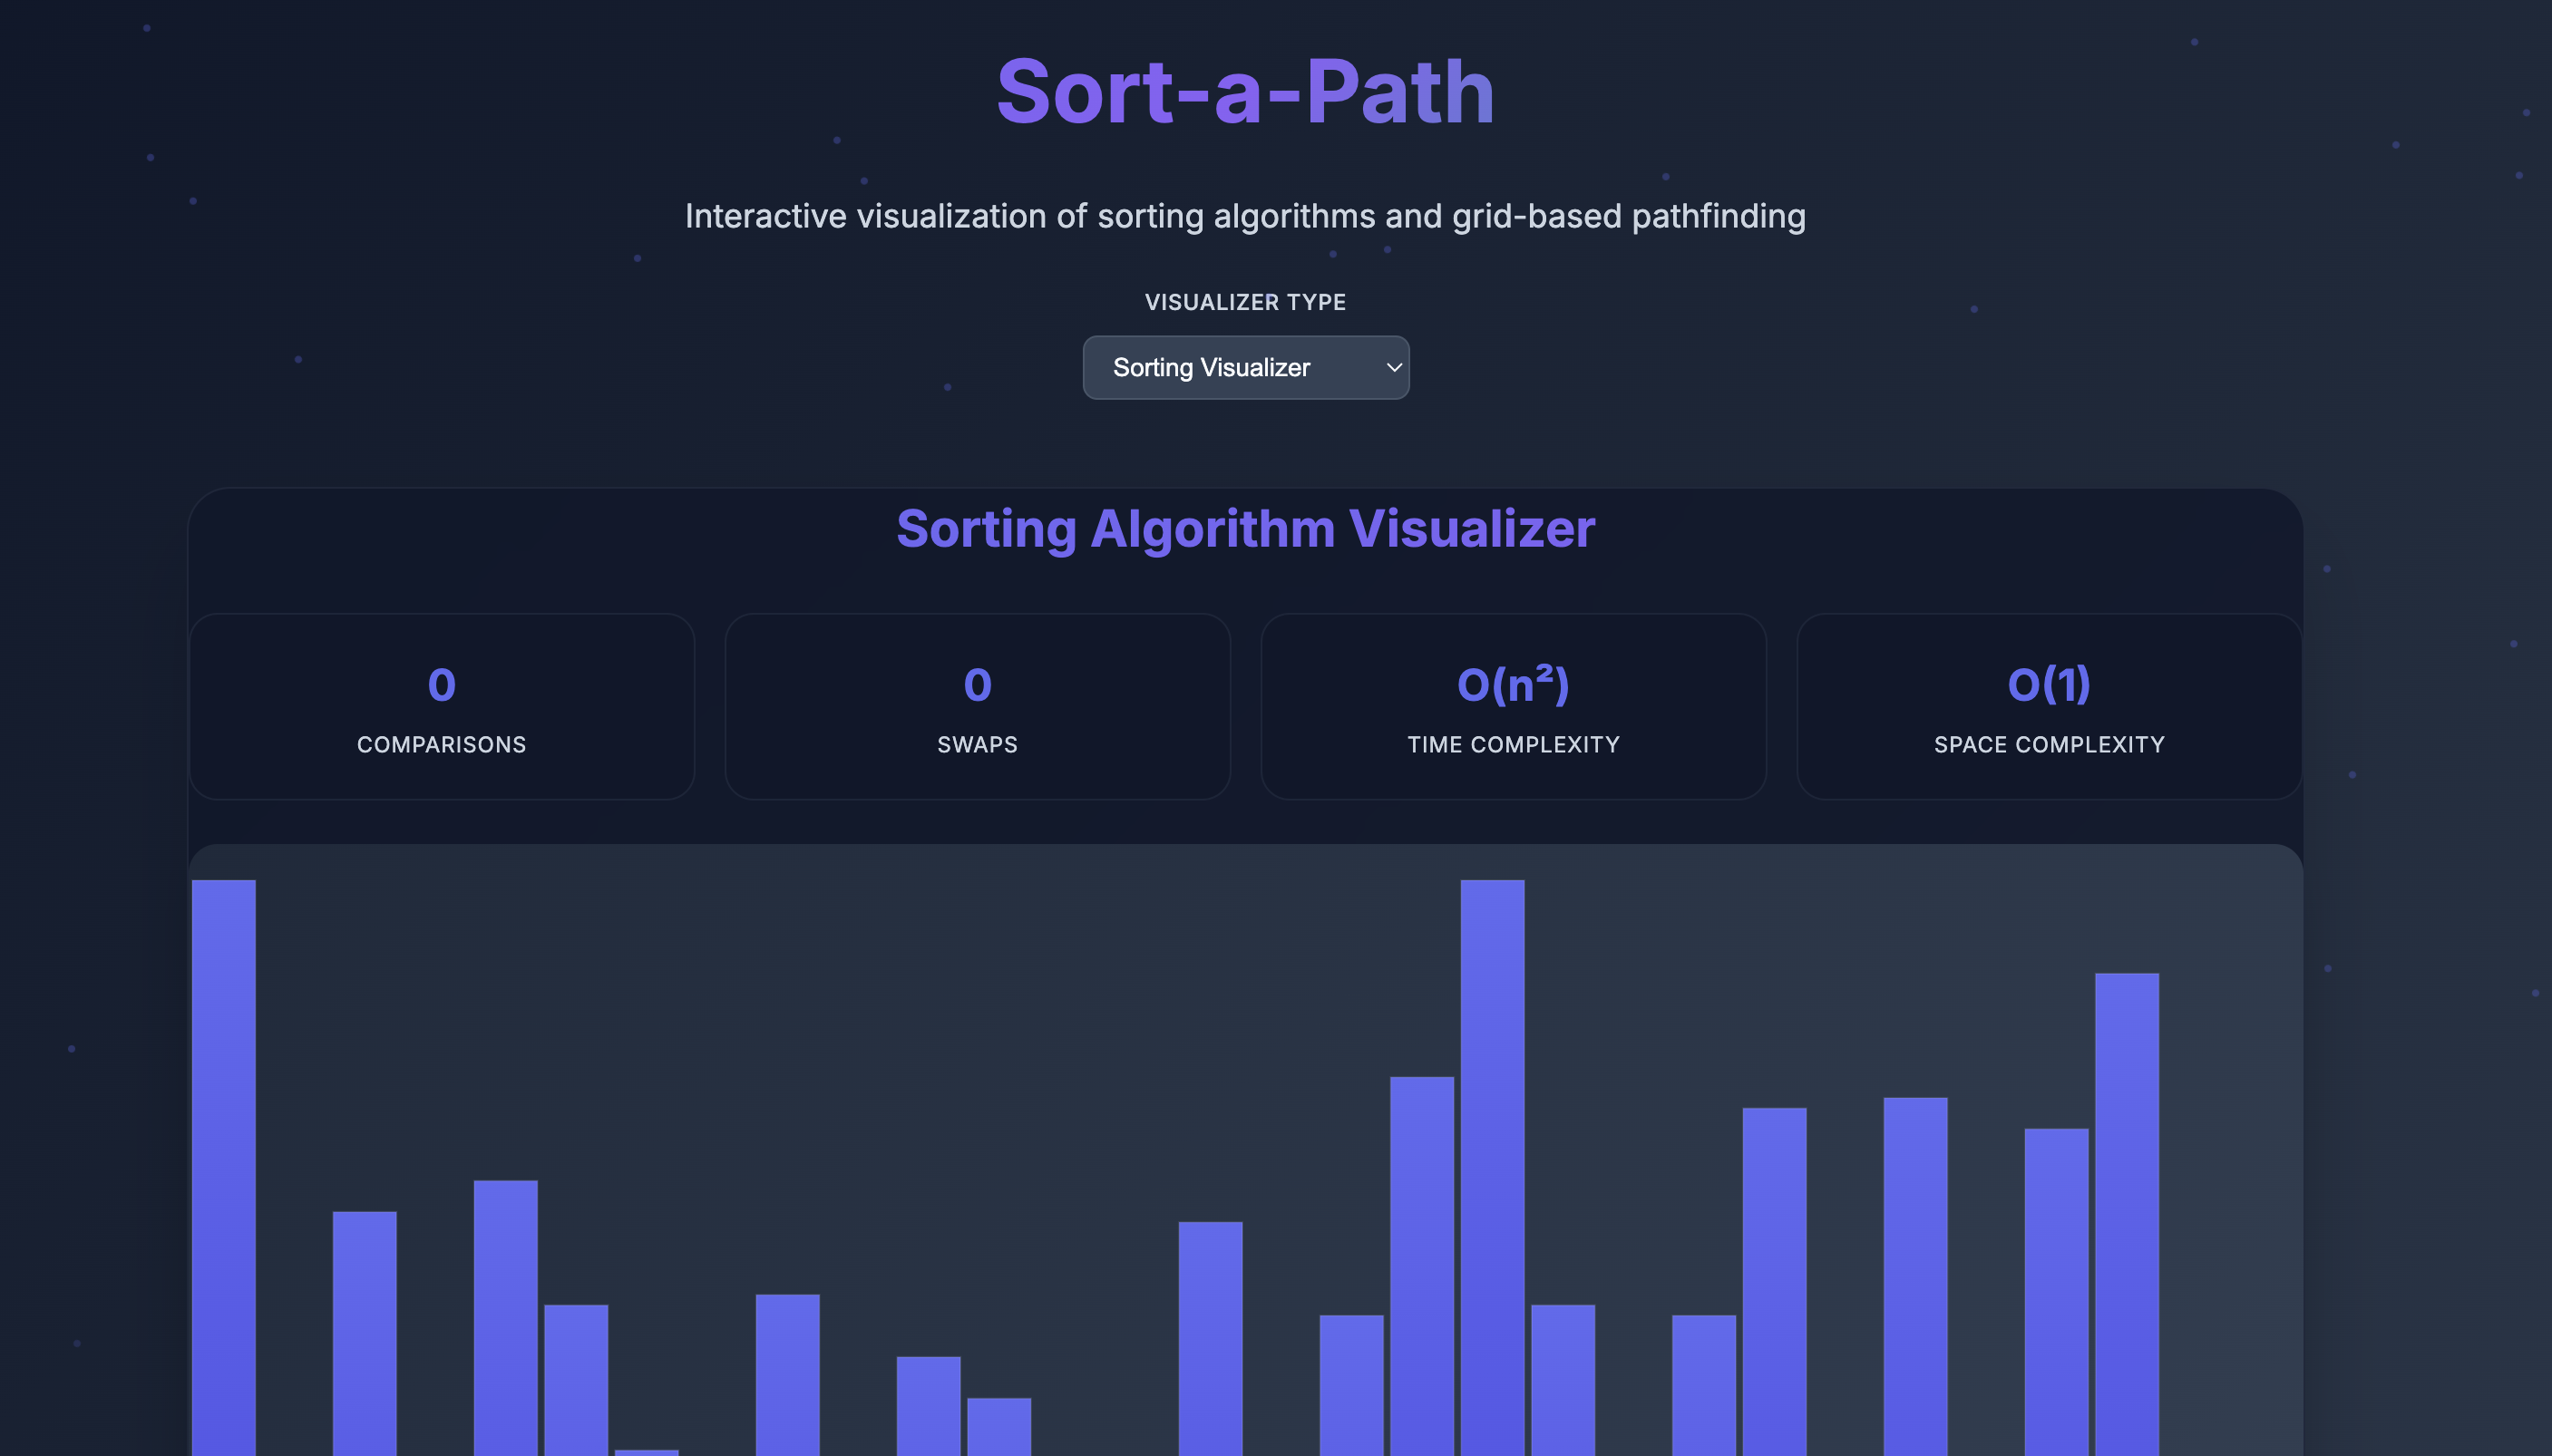 Sort-a-Path
Interactive visualization of sorting algorithms and grid-based pathfinding
VISUALIZER TYPE
Sorting Visualizer
Sorting Algorithm Visualizer
0
COMPARISONS
0
SWAPS
O(n²)
TIME COMPLEXITY
O(1)
SPACE COMPLEXITY